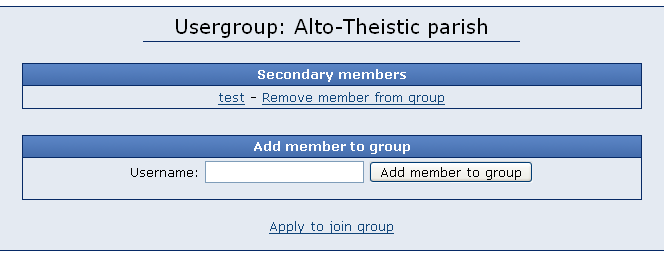 Usergroup: Alto-Theistic parish
Secondary members
test - Remove member from group
Add member to group
Username: Add member to group
Apply to join group